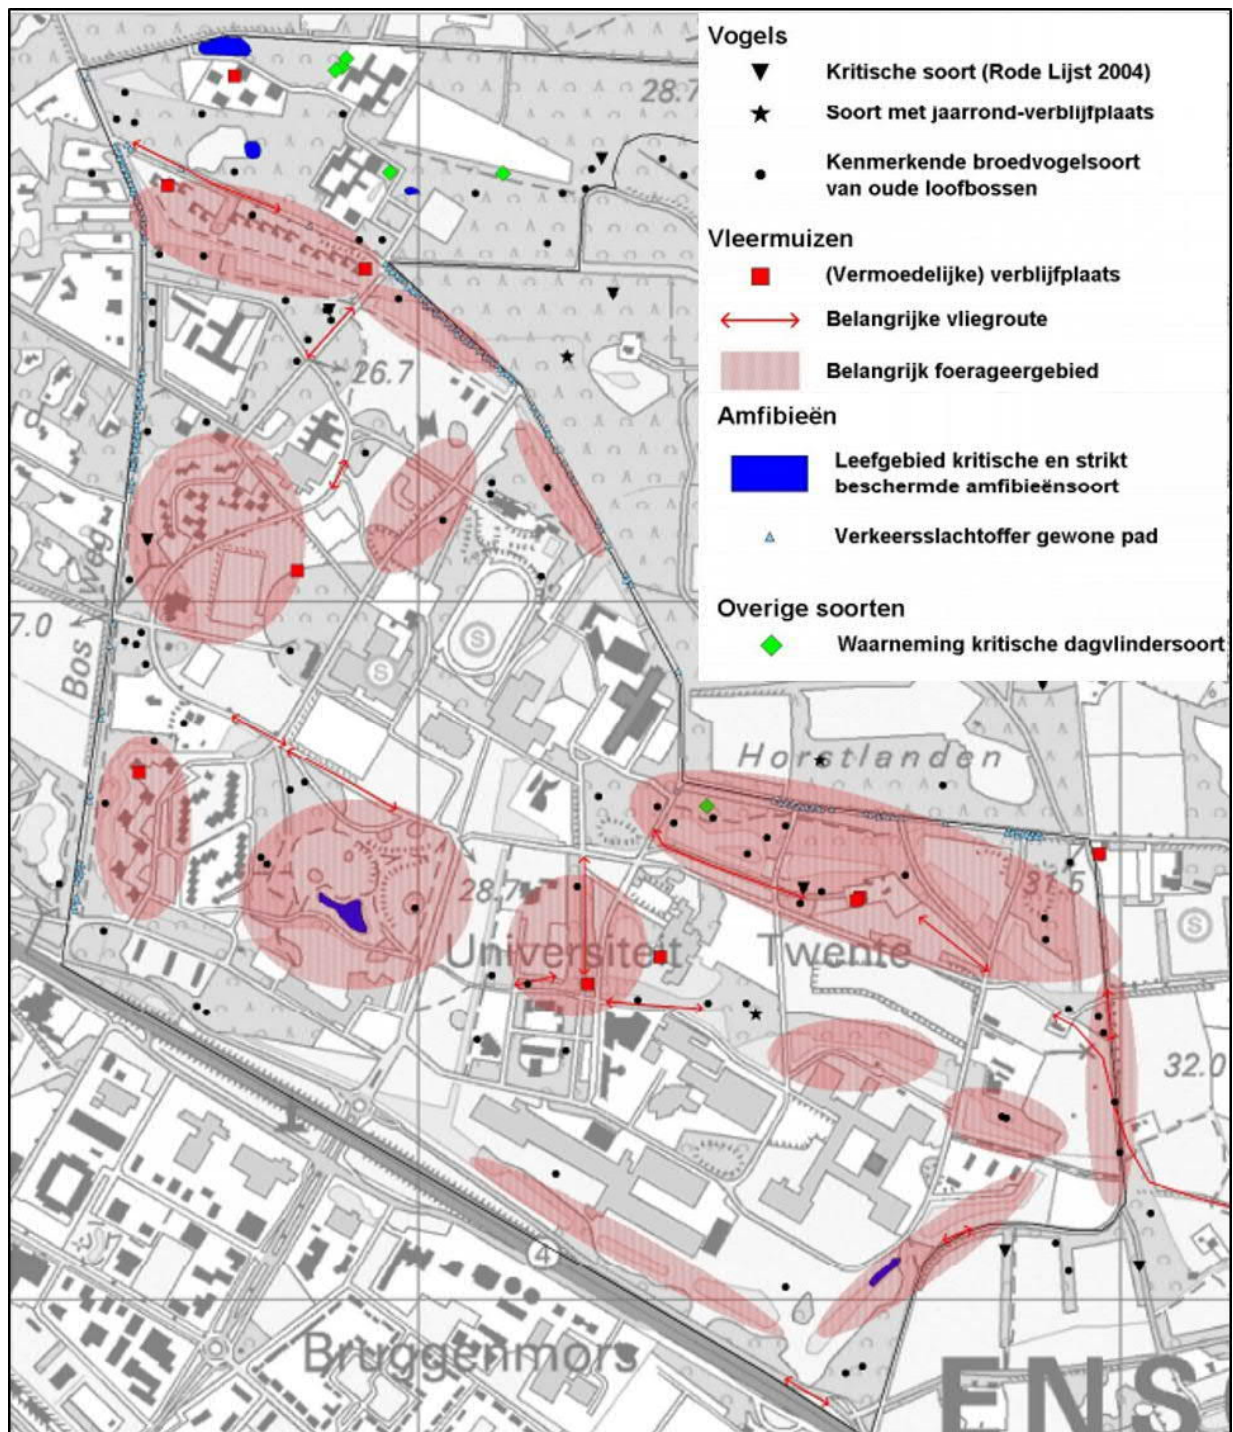 Vogels
Kritische soort (Rode Lijst 2004)
Soort met jaarrond-verblijfplaats
Kenmerkende broedvogelsoort
van oude loofbossen
Vleermuizen
(Vermoedelijke) verblijfplaats
Belangrijke vliegroute
Belangrijk foerageergebied
Amfibieën
Leefgebied kritische en strikt
beschermde amfibieënsoort
Verkeersslachtoffer gewone pad
Overige soorten
Waarneming kritische dagvlindersoort
28.7
26.7
d
weg
7.0
Bos
S
S
Horstlanden
28.7
31.5
S
Universiteit Twente
32.0
4
Bruggenmors
ENS